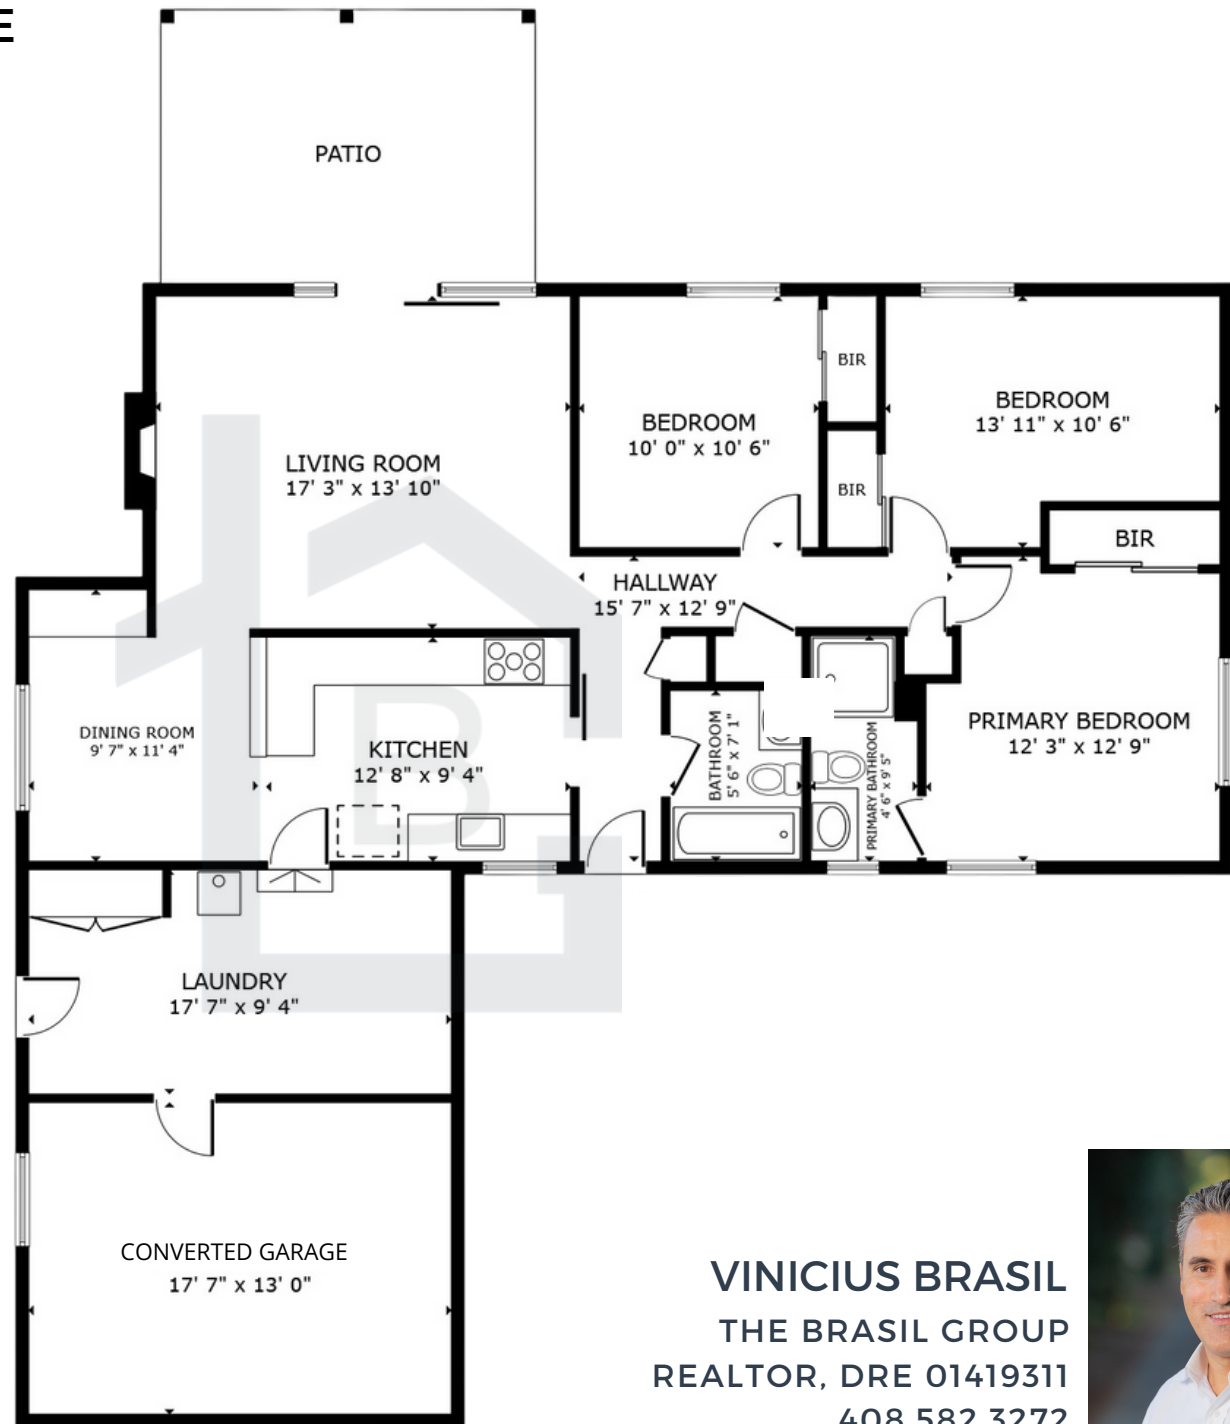 E
PATIO
BIR
BEDROOM
13' 11" x 10' 6"
BEDROOM
10' 0" x 10' 6"
LIVING ROOM
17' 3" x 13' 10"
BIR
BIR
HALLWAY
15' 7" x 12' 9"
DINING ROOM
9' 7" x 11' 4"
KITCHEN
12' 8" x 9' 4"
BATHROOM
5' 6" x 7' 1"
PRIMARY BATHROOM
4' 6" x 9' 5"
PRIMARY BEDROOM
12' 3" x 12' 9"
B
LAUNDRY
17' 7" x 9' 4"
CONVERTED GARAGE
17' 7" x 13' 0"
VINICIUS BRASIL
THE BRASIL GROUP
REALTOR, DRE 01419311
408.582.3272